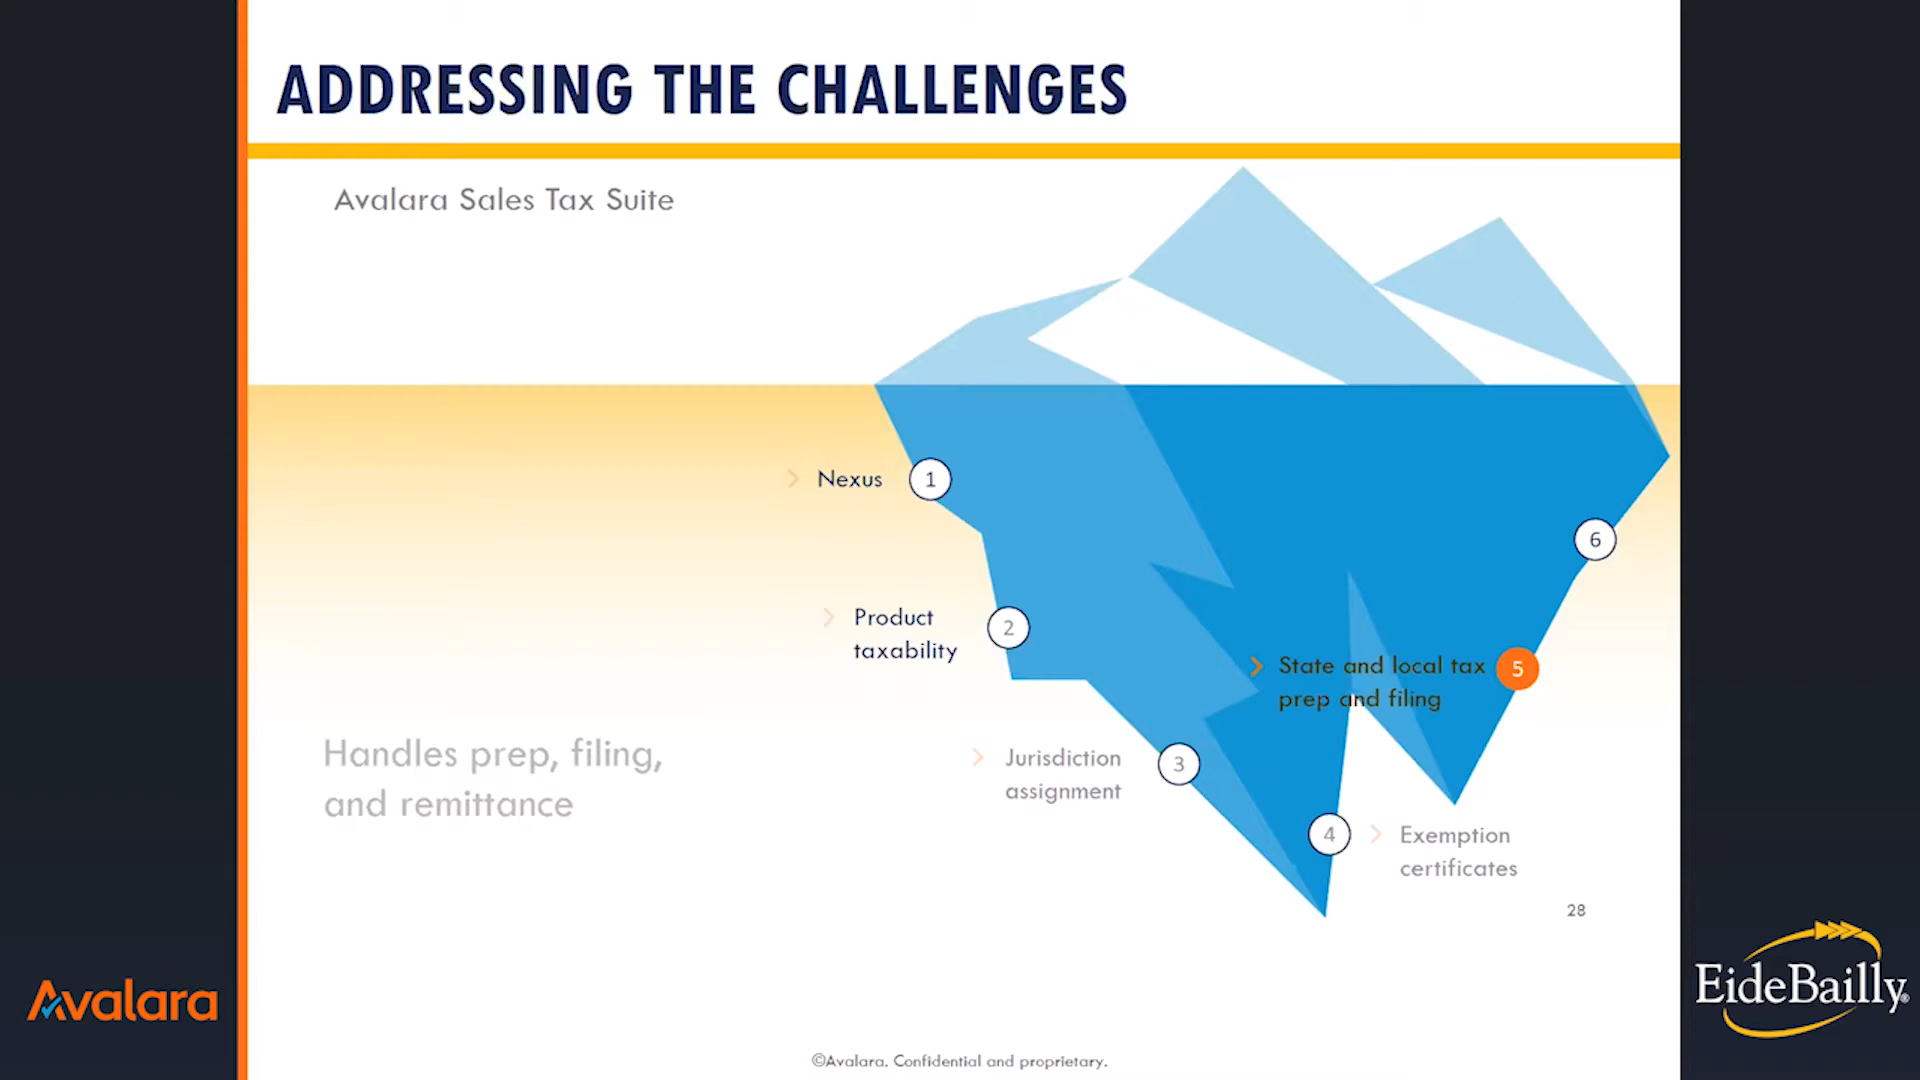 ADDRESSING THE CHALLENGES
Avalara Sales Tax Suite
Nexus
1
6
Product
taxability
2
State and local tax
prep and filing
5
Handles prep, filing,
and remittance
Jurisdiction
assignment
3
4
Exemption
certificates
28
Avalara
EideBailly®
©Avalara. Confidential and proprietary.